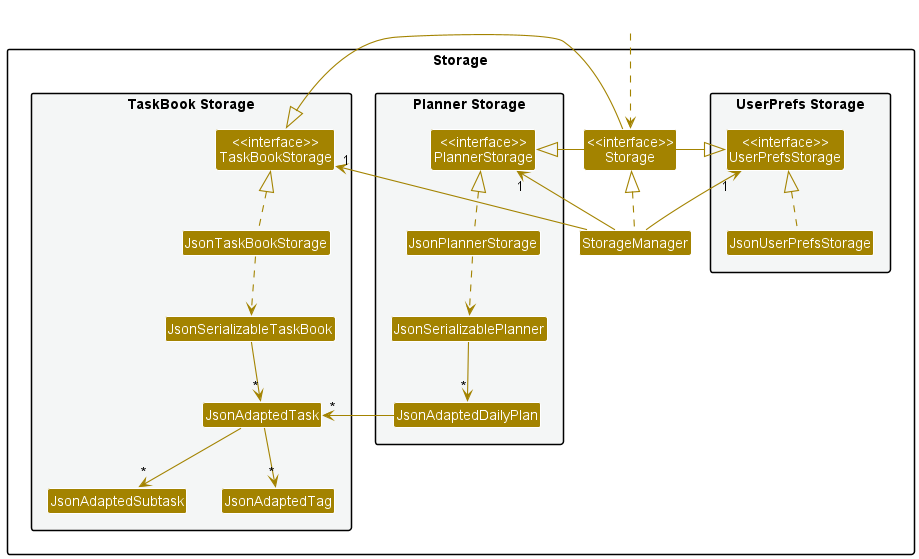 Storage
TaskBook Storage
Planner Storage
UserPrefs Storage
<<interface>>
TaskBookStorage
<<interface>>
PlannerStorage
<<interface>>
Storage
<<interface>>
UserPrefsStorage
1
1
1
JsonTaskBookStorage
JsonPlannerStorage
StorageManager
JsonUserPrefsStorage
JsonSerializableTaskBook
JsonSerializablePlanner
*
*
*
JsonAdaptedTask
JsonAdaptedDailyPlan
*
*
JsonAdaptedSubtask
JsonAdaptedTag